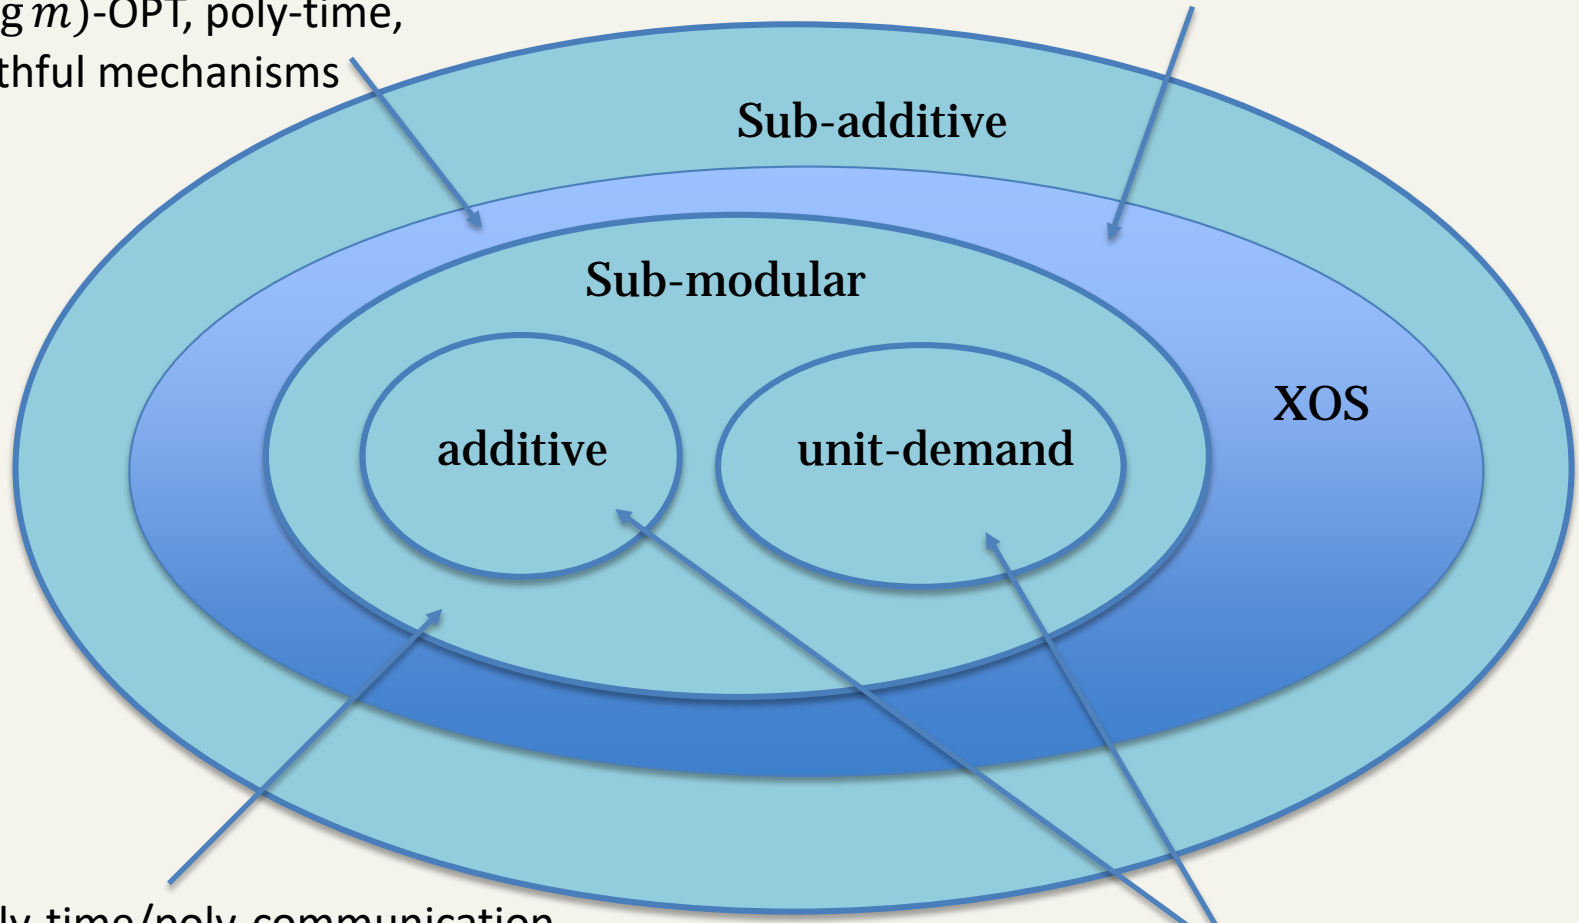 g m)-OPT, poly-time,
thful mechanisms
Sub-additive
Sub-modular
XOS
additive
unit-demand
ly-time/poly-communication